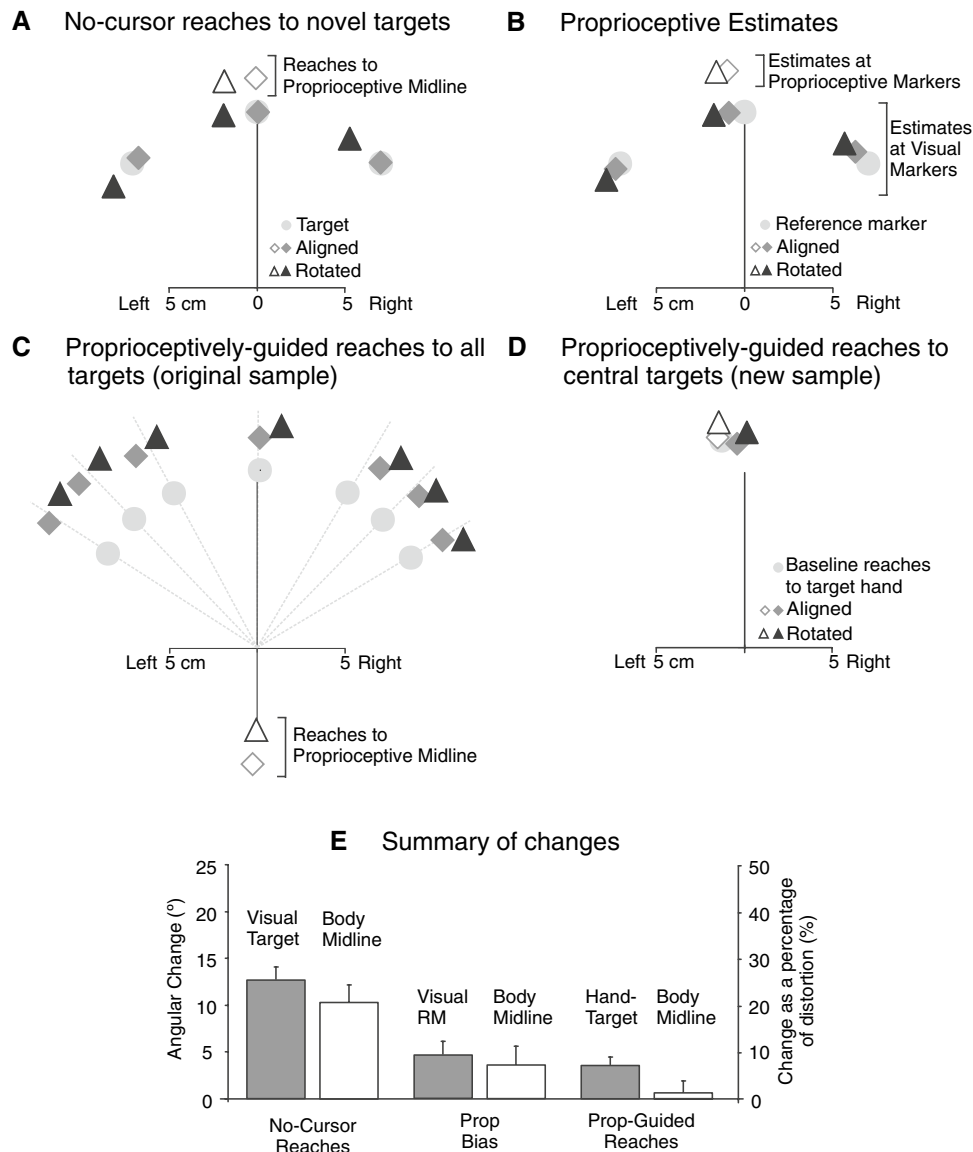 A No-cursor reaches to novel targets
Reaches to
Proprioceptive Midline
Target
Aligned
Rotated
Left 5 cm 0 5 Right
B Proprioceptive Estimates
Estimates at
Proprioceptive Markers
Estimates
at Visual
Markers
Reference marker
Aligned
Rotated
Left 5 cm 0 5 Right
C Proprioceptively-guided reaches to all
targets (original sample)
Left 5 cm 5 Right
Reaches to
Proprioceptive Midline
D Proprioceptively-guided reaches to
central targets (new sample)
Baseline reaches
to target hand
Aligned
Rotated
Left 5 cm 5 Right
E Summary of changes
Angular Change (°)
25
20
15
10
5
0
Visual
Target
Body
Midline
Visual
RM
Body
Midline
Hand-
Target
Body
Midline
No-Cursor
Reaches
Prop
Bias
Prop-Guided
Reaches
50
40
30
20
10
0
Change as a percentage
of distortion (%)